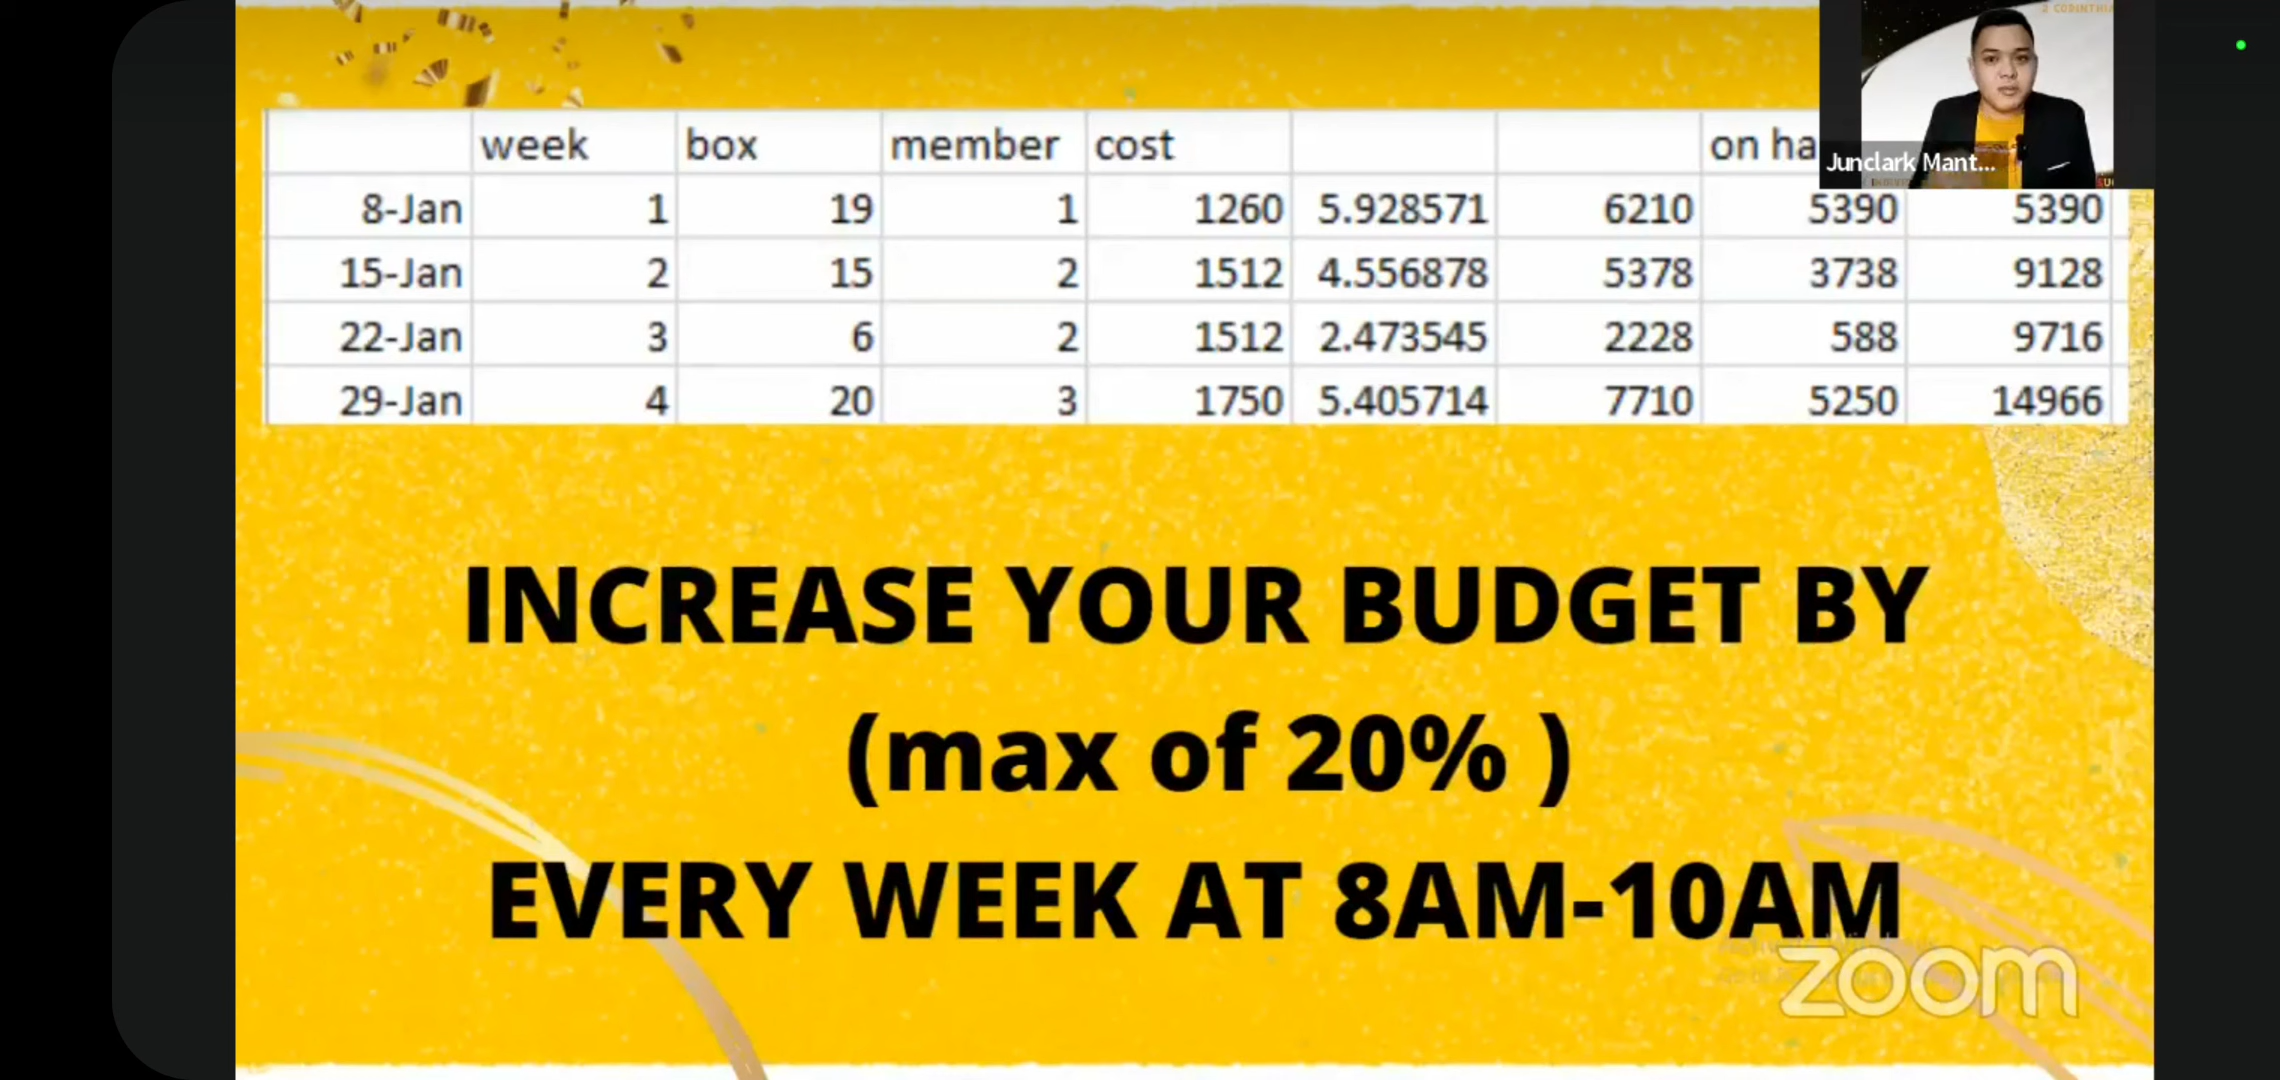 2 CORINTHI
Junclark Mant...
week box member cost on ha
8-Jan 1 19 1 1260 5.928571 6210 5390 5390
15-Jan 2 15 2 1512 4.556878 5378 3738 9128
22-Jan 3 6 2 1512 2.473545 2228 588 9716
29-Jan 4 20 3 1750 5.405714 7710 5250 14966
INCREASE YOUR BUDGET BY
(max of 20% )
EVERY WEEK AT 8AM-10AM
zoom